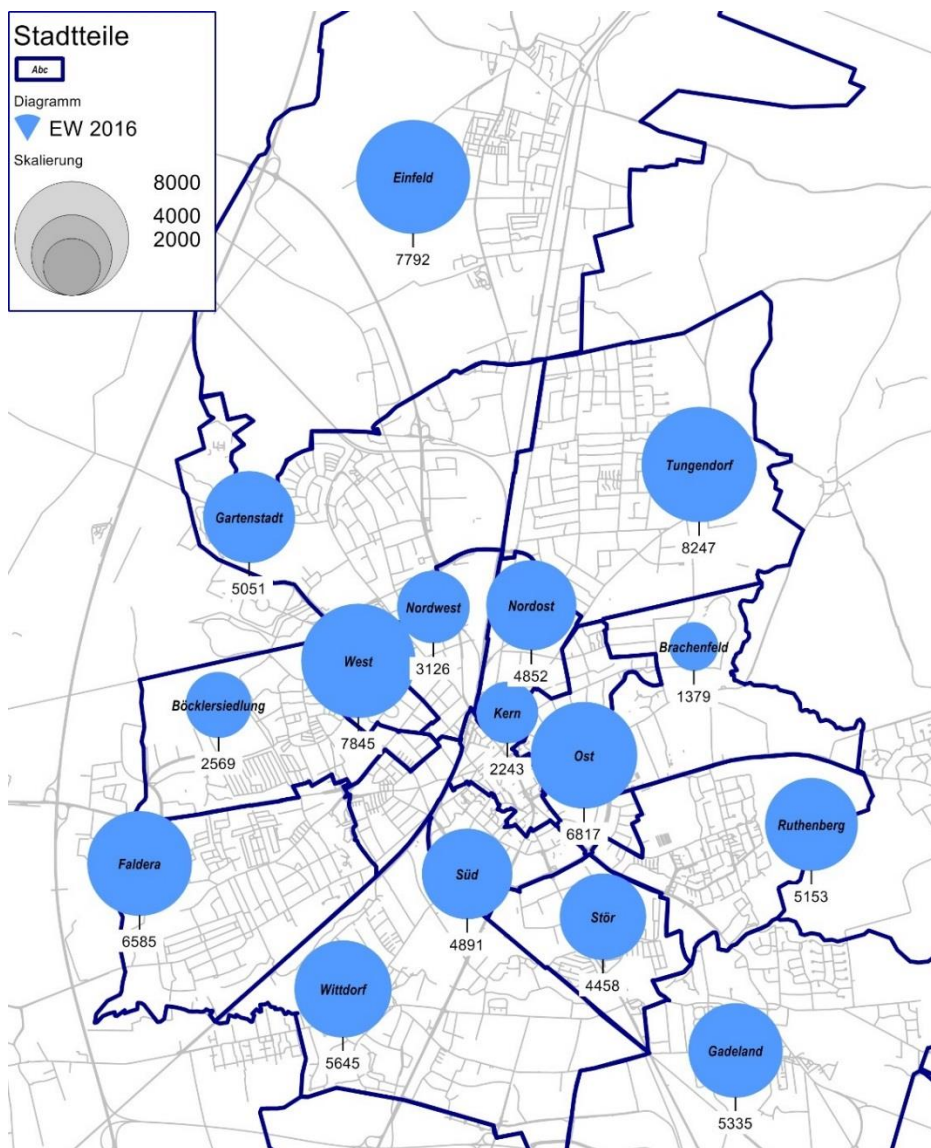 Stadtteile
Abc
Diagramm
EW 2016
Skalierung
8000
4000
2000
Einfeld
7792
Tungendorf
8247
Gartenstadt
5051
Nordwest
3126
Nordost
4852
Brachenfeld
1379
West
7845
Böcklersiedlung
2569
Kern
2243
Ost
6817
Ruthenberg
5153
Faldera
6585
Süd
4891
Stör
4458
Wittdorf
5645
Gadeland
5335